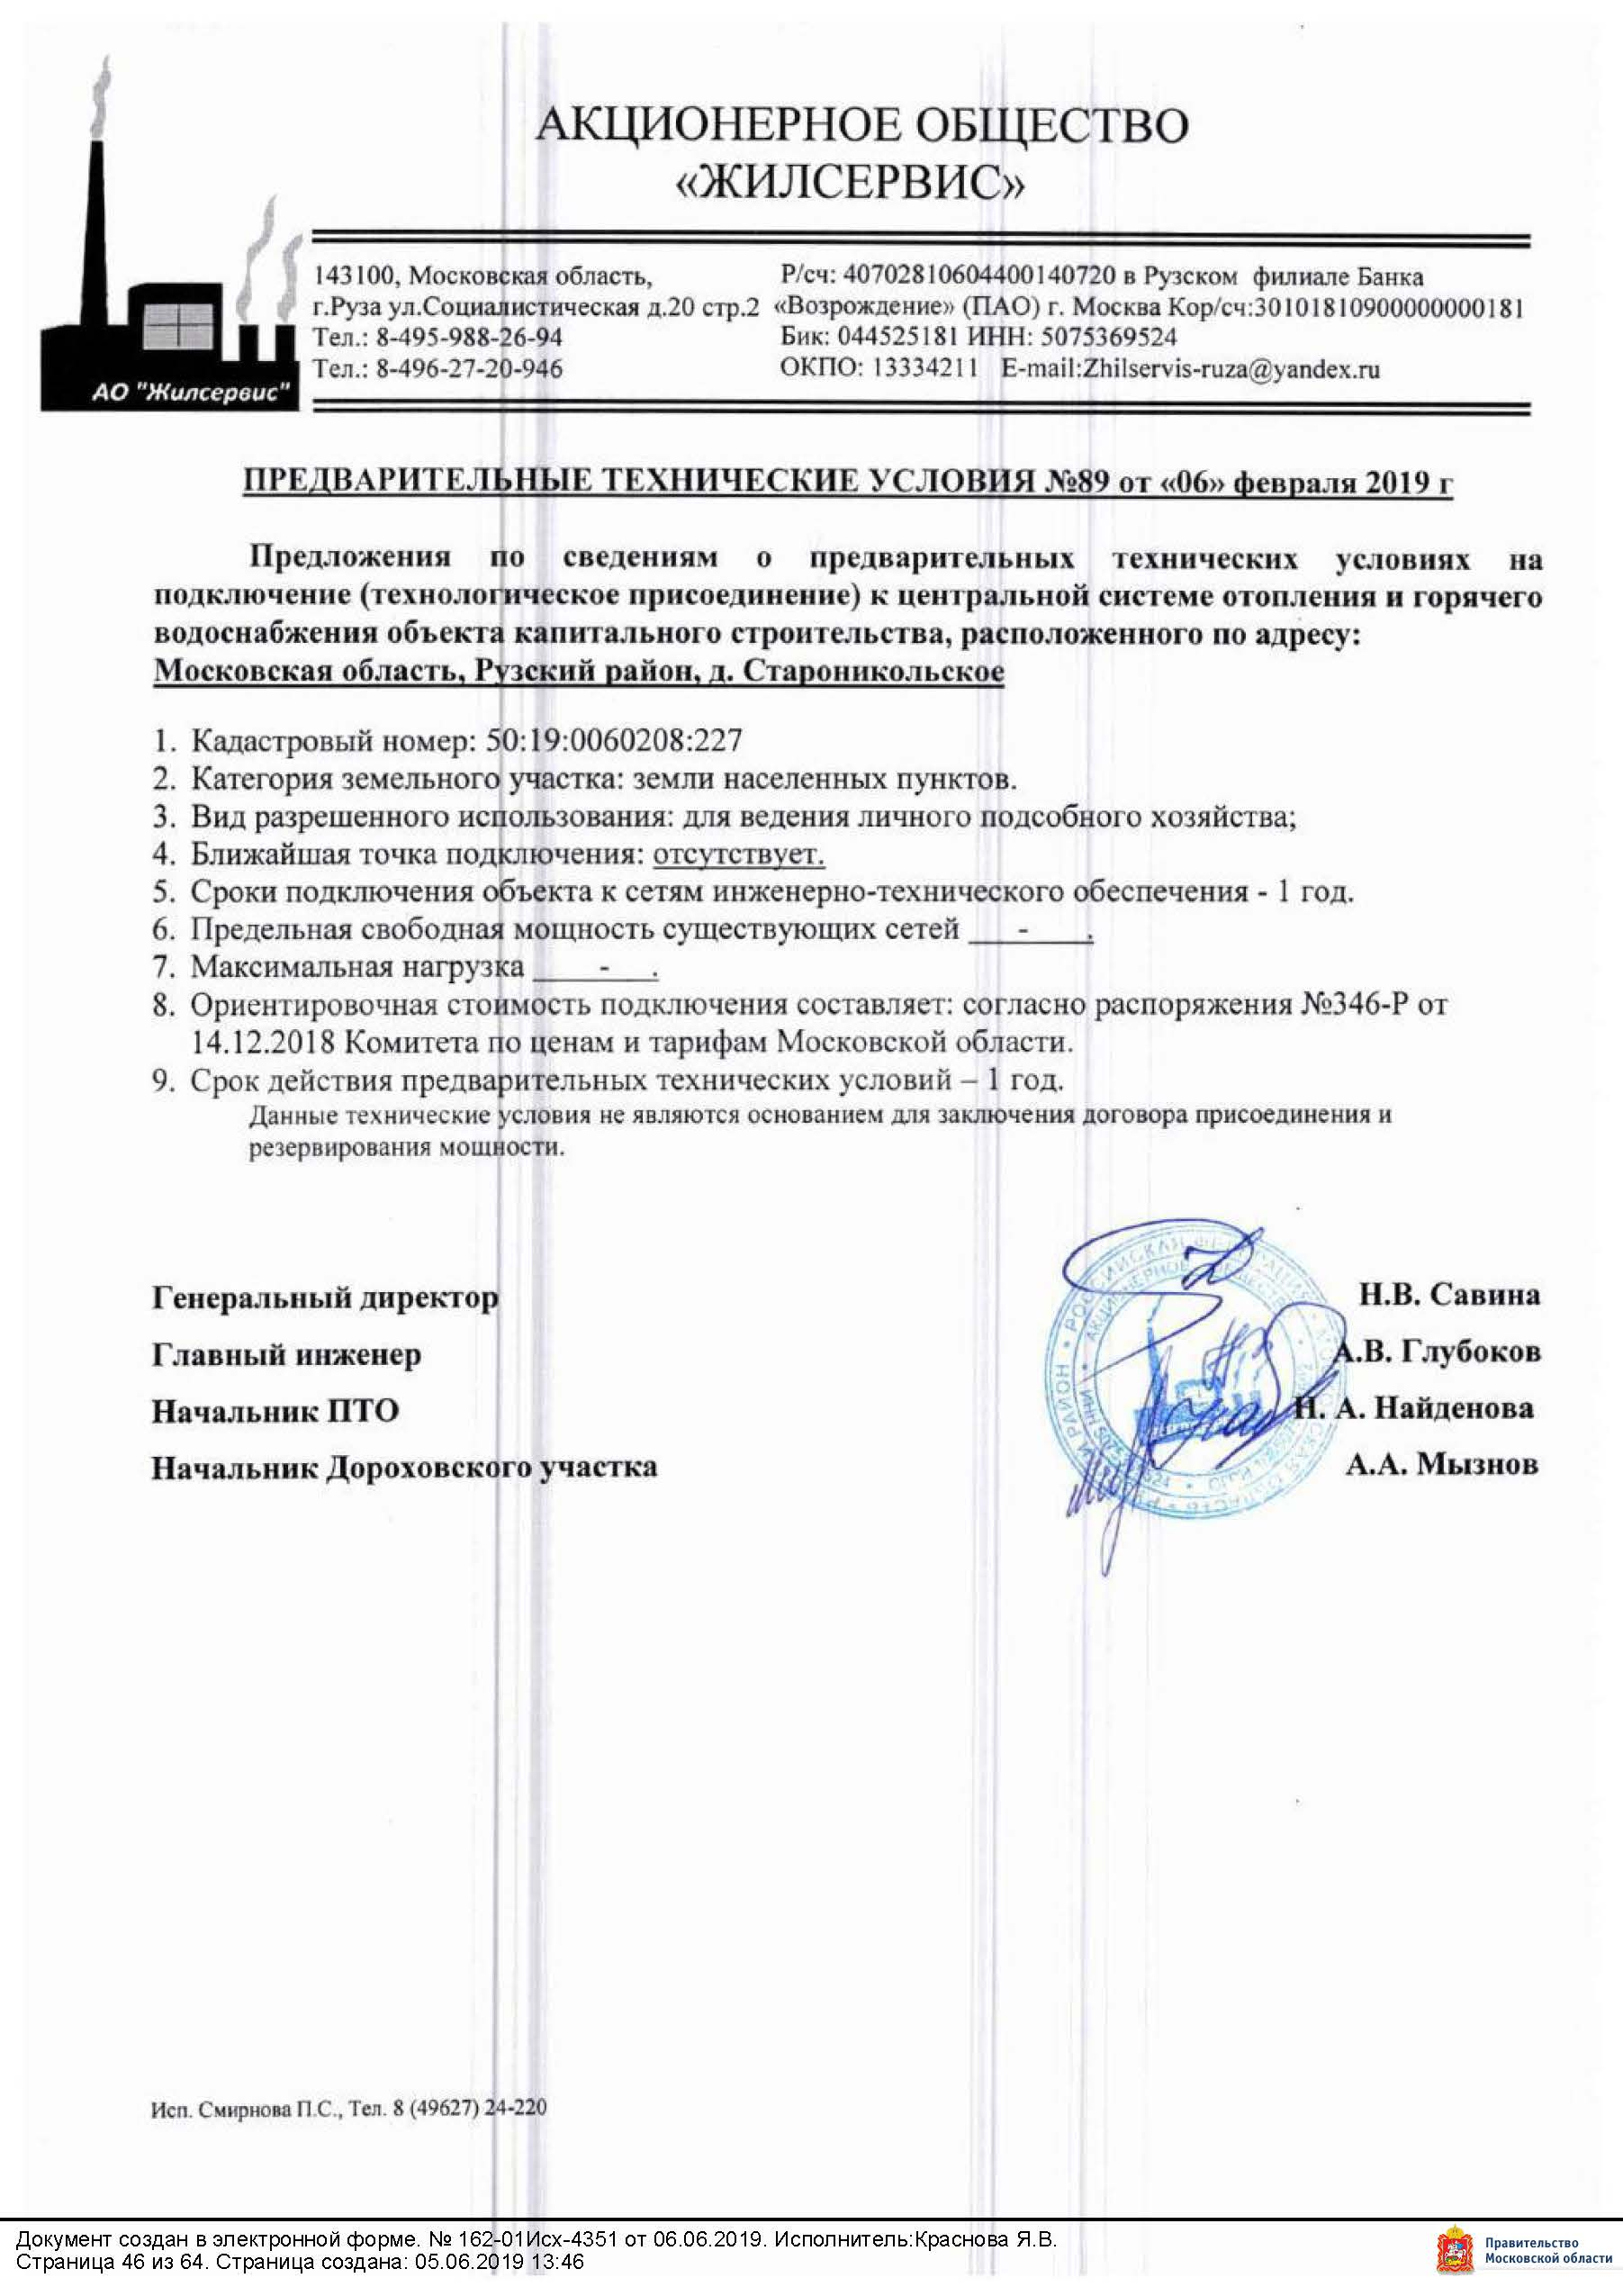 АКЦИОНЕРНОЕ ОБЩЕСТВО
«ЖИЛСЕРВИС»
АО "Жилсервис"
143100, Московская область,
г.Руза ул.Социалистическая д.20 стр.2
Тел.: 8-495-988-26-94
Тел.: 8-496-27-20-946
Р/сч: 40702810604400140720 в Рузском филиале Банка
«Возрождение» (ПАО) г. Москва Кор/сч:30101810900000000181
Бик: 044525181 ИНН: 5075369524
ОКПО: 13334211 E-mail:Zhilservis-ruza@yandex.ru
ПРЕДВАРИТЕЛЬНЫЕ ТЕХНИЧЕСКИЕ УСЛОВИЯ №89 от «06» февраля 2019 г
Предложения по сведениям о предварительных технических условиях на
подключение (технологическое присоединение) к центральной системе отопления и горячего
водоснабжения объекта капитального строительства, расположенного по адресу:
Московская область, Рузский район, д. Староникольское
1. Кадастровый номер: 50:19:0060208:227
2. Категория земельного участка: земли населенных пунктов.
3. Вид разрешенного использования: для ведения личного подсобного хозяйства;
4. Ближайшая точка подключения: отсутствует.
5. Сроки подключения объекта к сетям инженерно-технического обеспечения - 1 год.
6. Предельная свободная мощность существующих сетей ___-____.
7. Максимальная нагрузка ____-___.
8. Ориентировочная стоимость подключения составляет: согласно распоряжения №346-Р от
14.12.2018 Комитета по ценам и тарифам Московской области.
9. Срок действия предварительных технических условий – 1 год.
Данные технические условия не являются основанием для заключения договора присоединения и
резервирования мощности.
Генеральный директор Н.В. Савина
Главный инженер А.В. Глубоков
Начальник ПТО Н. А. Найденова
Начальник Дороховского участка А.А. Мызнов
Исп. Смирнова П.С., Тел. 8 (49627) 24-220
Документ создан в электронной форме. № 162-01Исх-4351 от 06.06.2019. Исполнитель:Краснова Я.В.
Страница 46 из 64. Страница создана: 05.06.2019 13:46
Правительство
Московской области